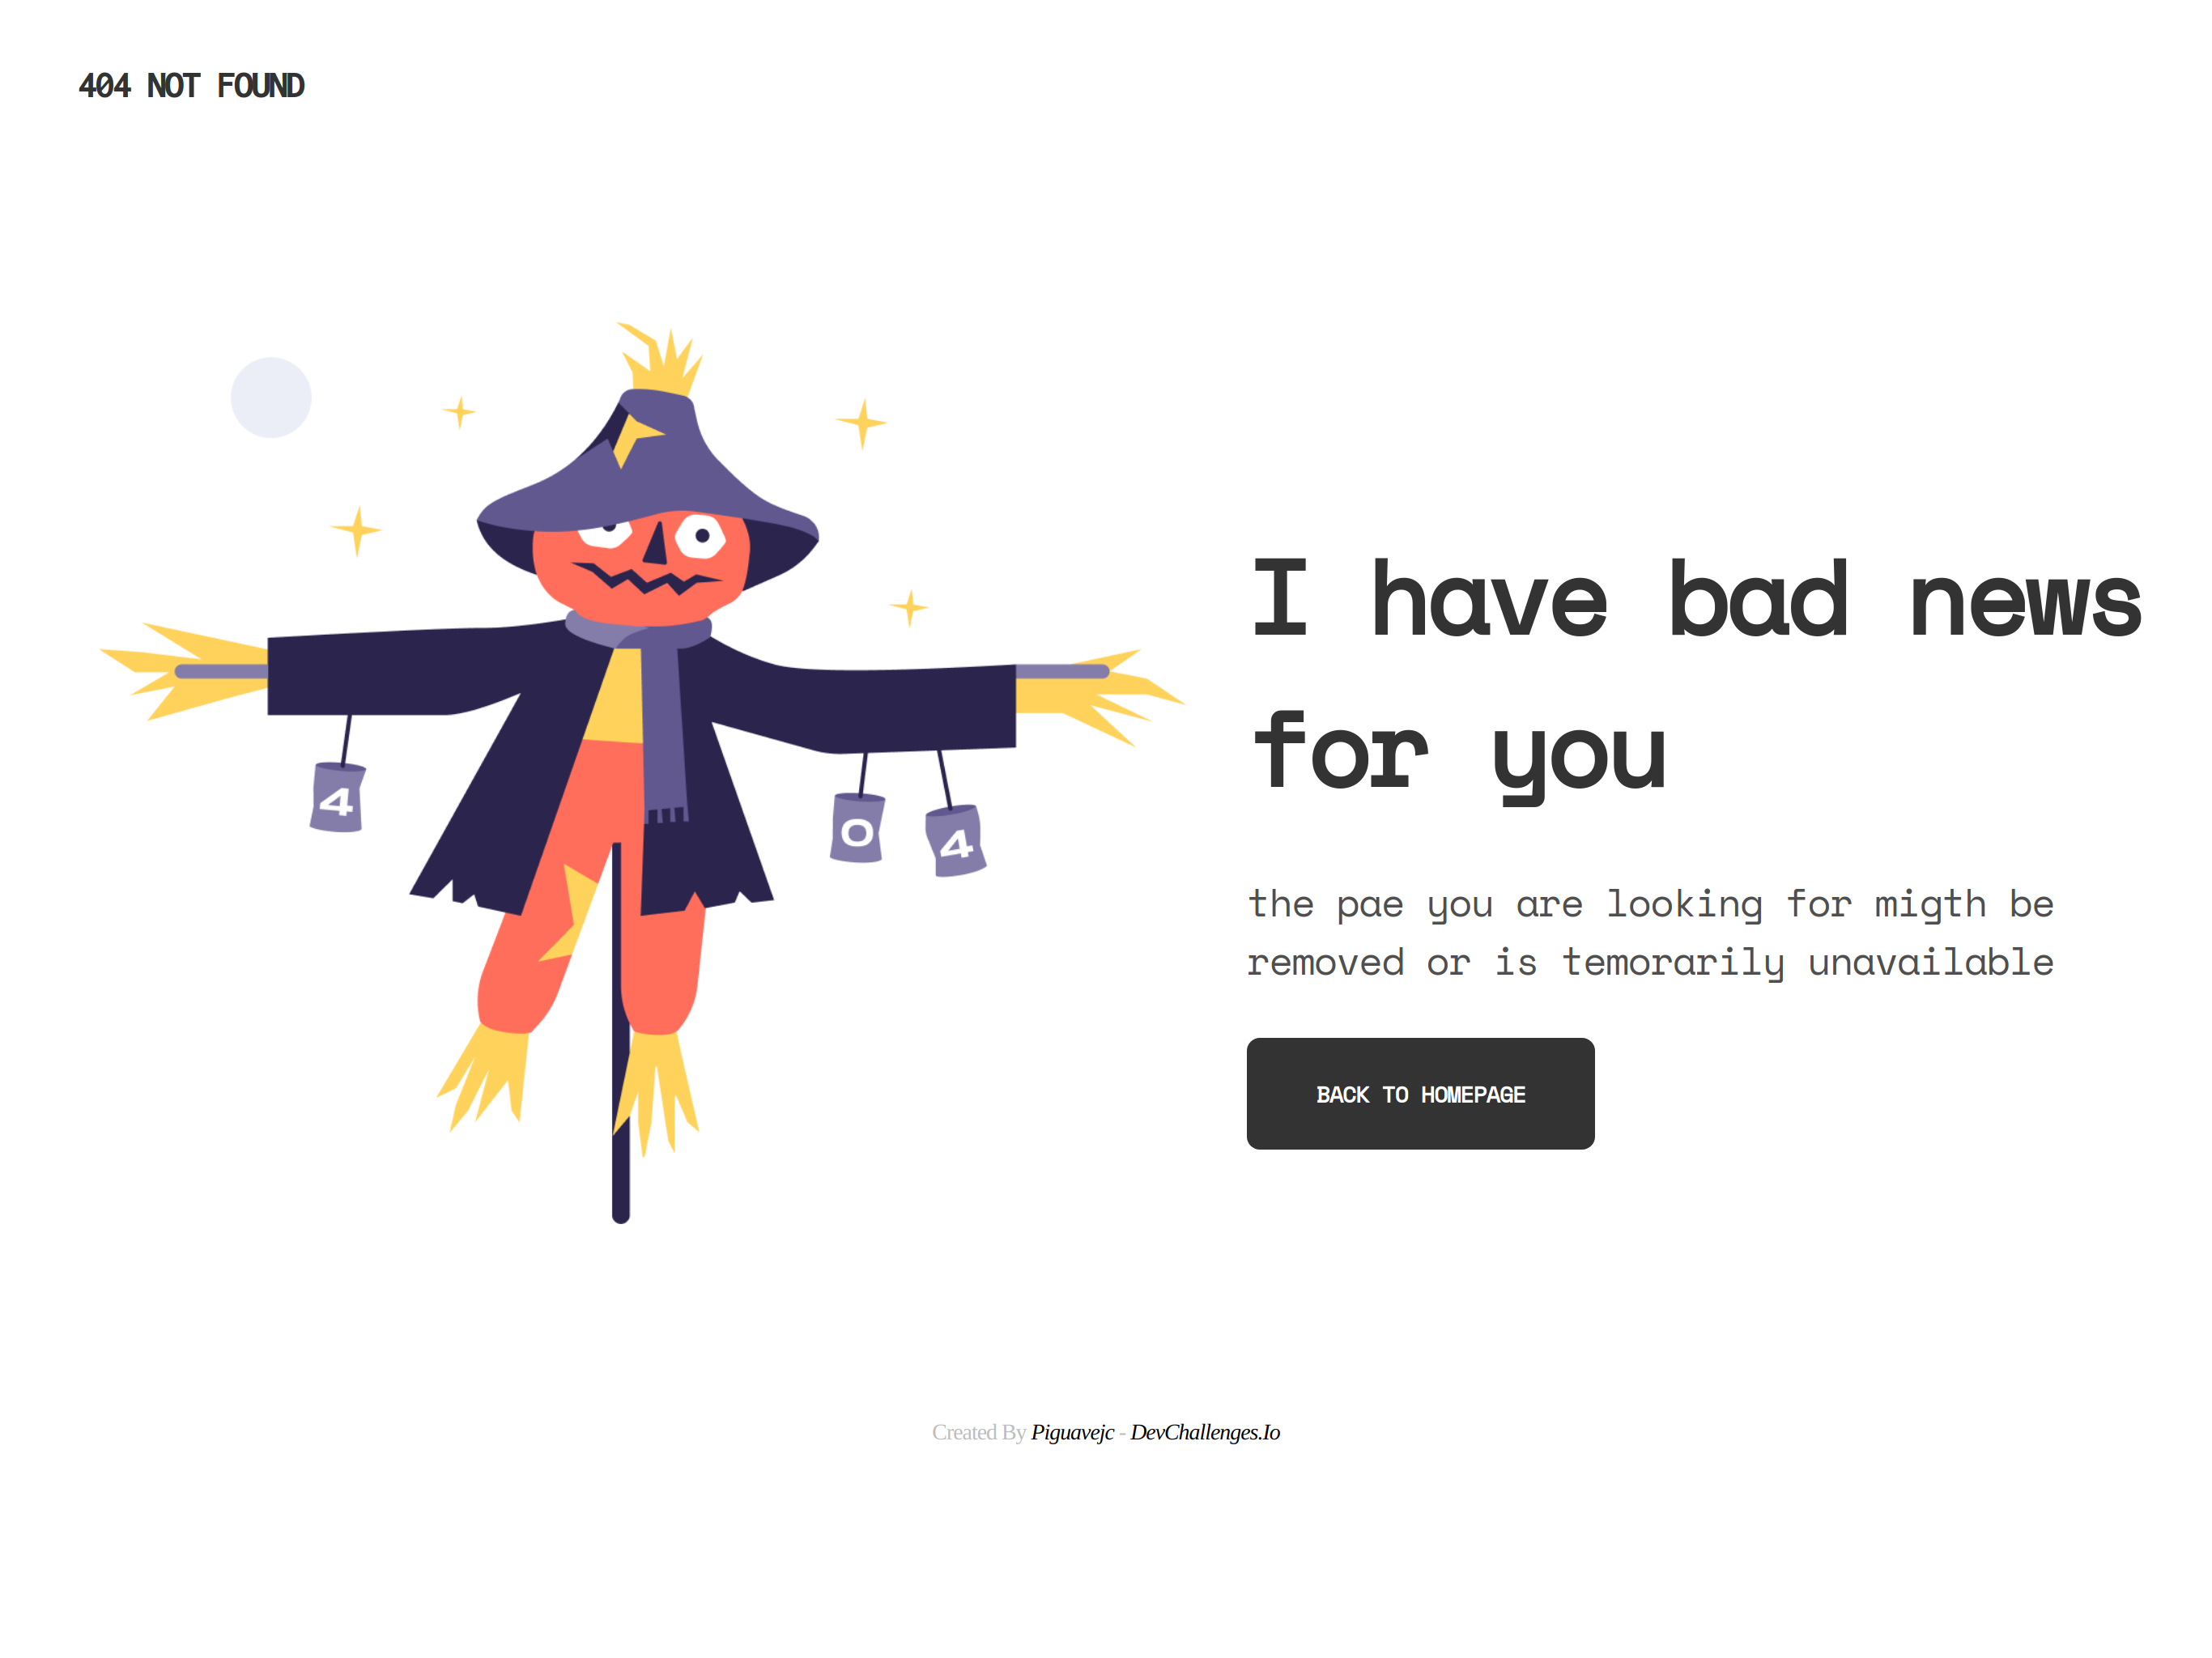 404 NOT FOUND
I have bad news
for you
4
0
4
the pae you are looking for migth be
removed or is temorarily unavailable
BACK TO HOMEPAGE
Created By Piguavejc - DevChallenges.Io